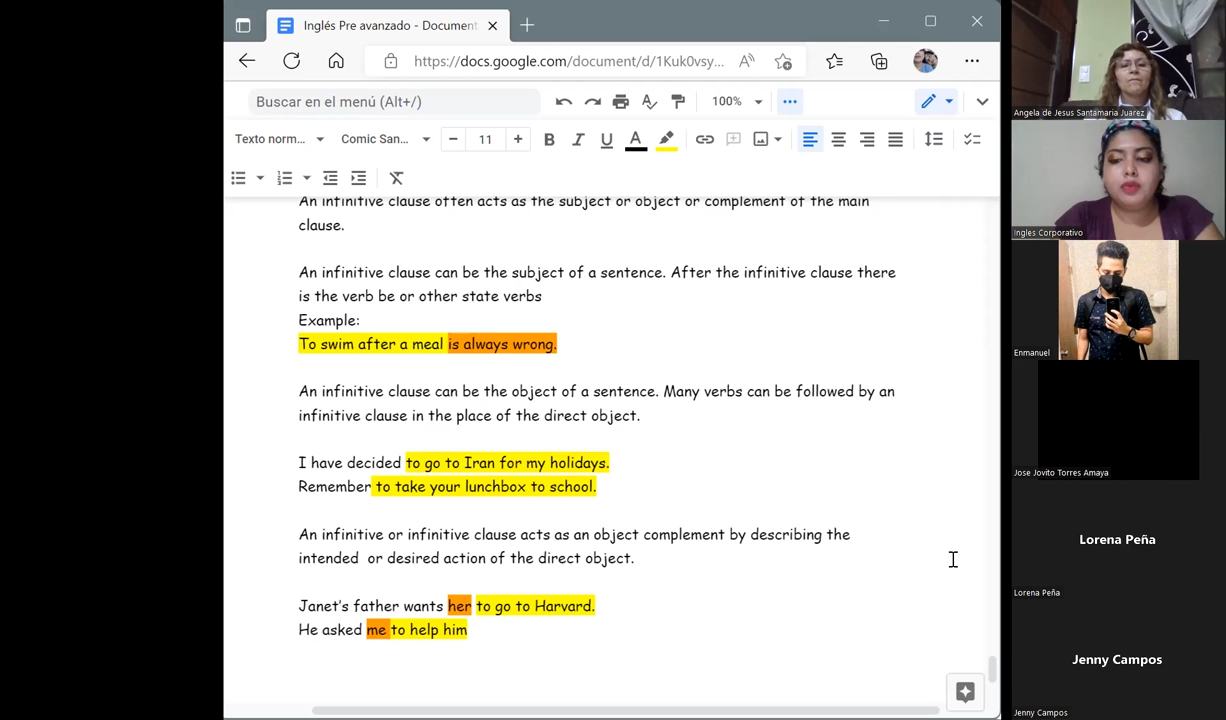 Inglés Pre avanzado - Document
https://docs.google.com/document/d/1Kuk0vsy...
Buscar en el menú (Alt+/)
100%
Texto norm...
Comic San...
11
An infinitive clause often acts as the subject or object or complement of the main
clause.
An infinitive clause can be the subject of a sentence. After the infinitive clause there
is the verb be or other state verbs
Example:
To swim after a meal is always wrong.
An infinitive clause can be the object of a sentence. Many verbs can be followed by an
infinitive clause in the place of the direct object.
I have decided to go to Iran for my holidays.
Remember to take your lunchbox to school.
An infinitive or infinitive clause acts as an object complement by describing the
intended  or desired action of the direct object.
Janet's father wants her to go to Harvard.
He asked me to help him
Angela de Jesus Santamaria Juarez
Ingles Corporativo
Enmanuel
Jose Jovito Torres Amaya
Lorena Peña
Lorena Peña
Jenny Campos
Jenny Campos